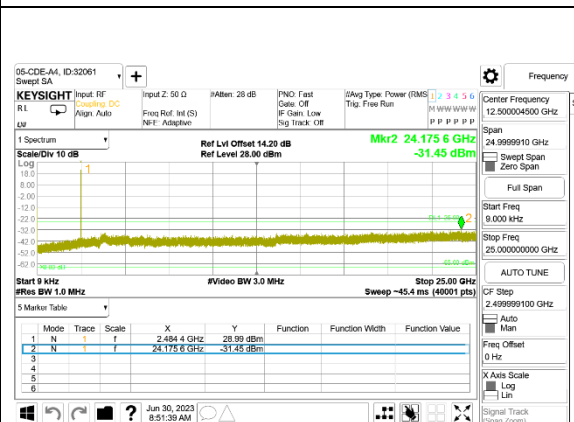 05-CDE-A4, ID:32061
Swept SA
Frequency
KEYSIGHT
RL
Input: RF
Coupling: DC
Align: Auto
Input Z: 50 Ω
Freq Ref: Int (S)
NFE: Adaptive
#Atten: 28 dB
PNO: Fast
Gate: Off
IF Gain: Low
Sig Track: Off
#Avg Type: Power (RMS
Trig: Free Run
1 2 3 4 5 6
M W W W W W
P P P P P P
1 Spectrum
Scale/Div 10 dB
Ref Lvl Offset 14.20 dB
Ref Level 28.00 dBm
Mkr2 24.175 6 GHz
-31.45 dBm
Log
18.0
8.00
-2.00
-12.0
-22.0
-32.0
-42.0
-52.0
-62.0
1
2
Start 9 kHz
#Res BW 1.0 MHz
#Video BW 3.0 MHz
Stop 25.00 GHz
Sweep ~45.4 ms (40001 pts)
5 Marker Table
Mode Trace Scale X Y Function Function Width Function Value
1 N 1 f 2.484 4 GHz 28.99 dBm
2 N 1 f 24.175 6 GHz -31.45 dBm
3
4
5
6
Center Frequency
12.500004500 GHz
Span
24.9999910 GHz
Swept Span
Zero Span
Full Span
Start Freq
9.000 kHz
Stop Freq
25.000000000 GHz
AUTO TUNE
CF Step
2.499999100 GHz
Auto
Man
Freq Offset
0 Hz
X Axis Scale
Log
Lin
Signal Track
(Span Zoom)
?
Jun 30, 2023
8:51:39 AM